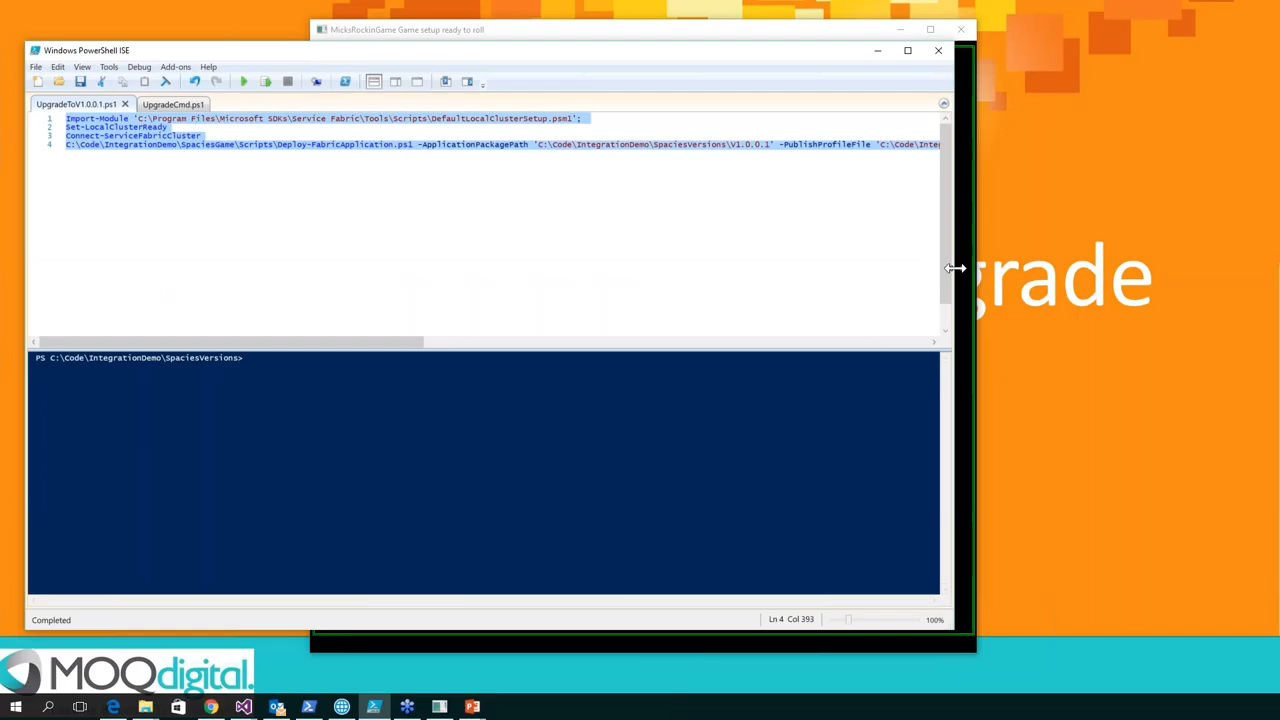 MicksRockinGame Game setup ready to roll
Windows PowerShell ISE
File Edit View Tools Debug Add-ons Help
UpgradeToV1.0.0.1.ps1 UpgradeCmd.ps1
1 Import-Module 'C:\Program Files\Microsoft SDKs\Service Fabric\Tools\Scripts\DefaultLocalClusterSetup.psm1';
2 Set-LocalClusterReady
3 Connect-ServiceFabricCluster
4 C:\Code\IntegrationDemo\SpaciesGame\Scripts\Deploy-FabricApplication.ps1 -ApplicationPackagePath 'C:\Code\IntegrationDemo\SpaciesVersions\V1.0.0.1' -PublishProfileFile 'C:\Code\Inte
grade
PS C:\Code\IntegrationDemo\SpaciesVersions>
Completed
Ln 4 Col 393
100%
MOQdigital.